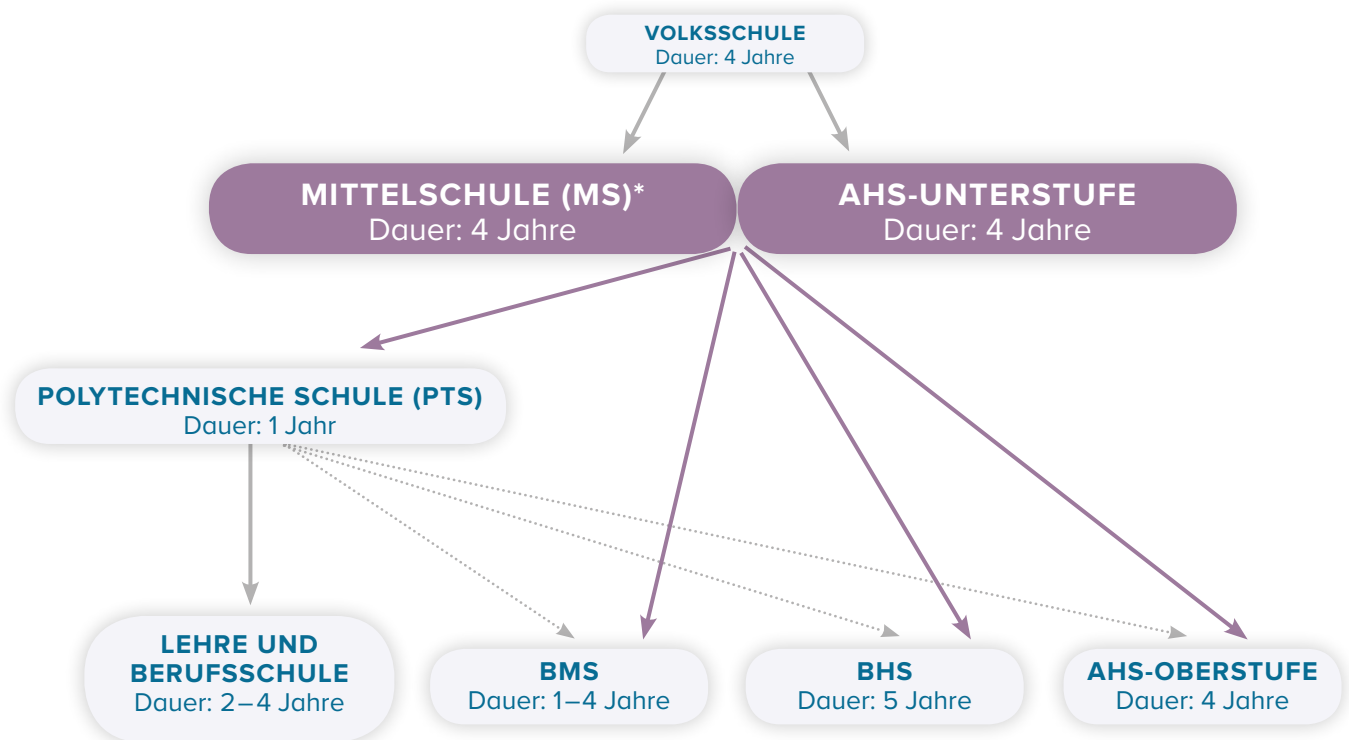 VOLKSSCHULE
Dauer: 4 Jahre
MITTELSCHULE (MS)*
Dauer: 4 Jahre
AHS-UNTERSTUFE
Dauer: 4 Jahre
POLYTECHNISCHE SCHULE (PTS)
Dauer: 1 Jahr
LEHRE UND
BERUFSSCHULE
Dauer: 2–4 Jahre
BMS
Dauer: 1–4 Jahre
BHS
Dauer: 5 Jahre
AHS-OBERSTUFE
Dauer: 4 Jahre